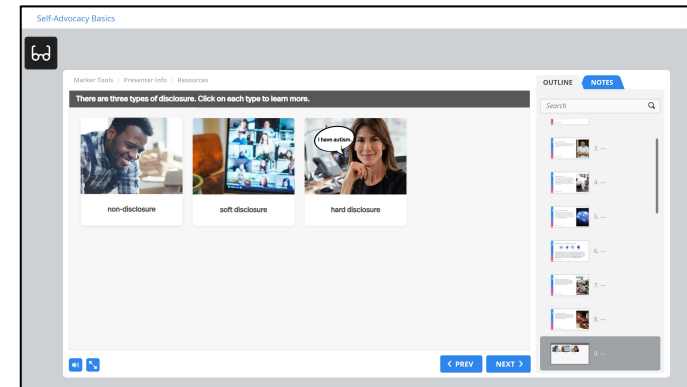 Self-Advocacy Basics
Marker Tools | Presenter Info | Resources
There are three types of disclosure. Click on each type to learn more.
I have autism.
non-disclosure
soft disclosure
hard disclosure
< PREV
NEXT >
OUTLINE
NOTES
Search
3. —
4. —
5. —
6. —
7. —
8. —
9. —